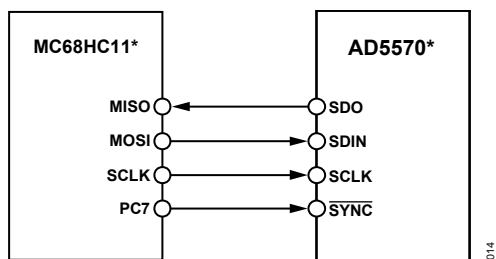 MC68HC11*
AD5570*
MISO
SDO
MOSI
SDIN
SCLK
SCLK
PC7
SYNC
014